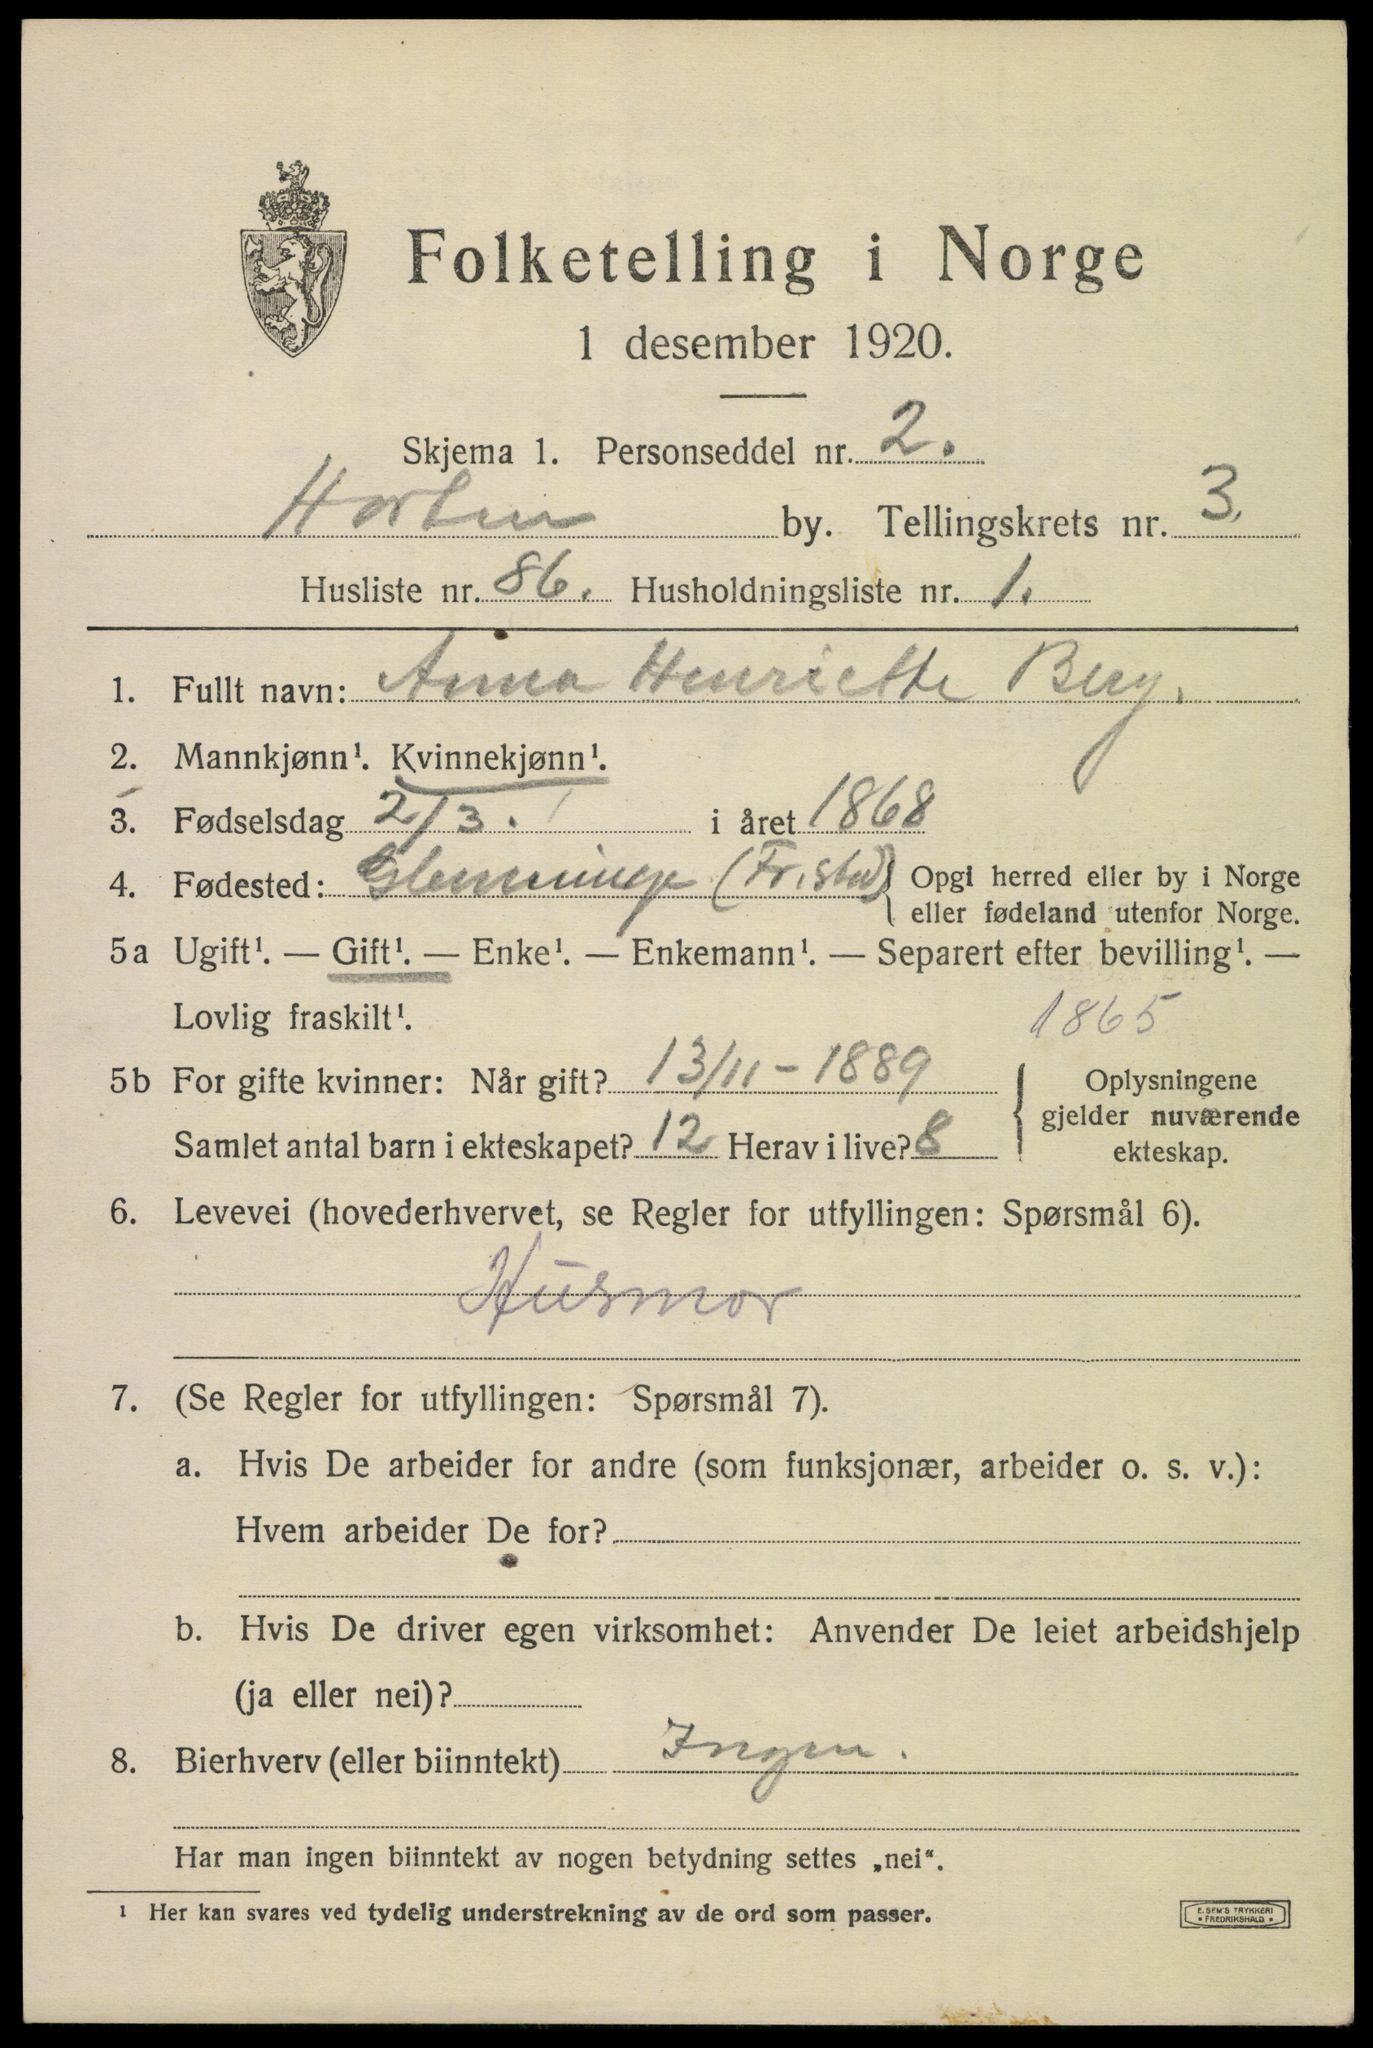 Folketelling i Norge
1 desember 1920.
Skjema 1. Personseddel nr. 2.
Horten by. Tellingskrets nr. 3.
Husliste nr. 86. Husholdningsliste nr. 1.
1. Fullt navn: Anna Henriette Berg.
2. Mannkjønn¹. Kvinnekjønn¹.
3. Fødselsdag 2/3. i året 1868
4. Fødested: Glemminge (Fr.stad) { Opgi herred eller by i Norge
eller fødeland utenfor Norge.
5a Ugift¹. — Gift¹. — Enke¹. — Enkemann¹. — Separert efter bevilling¹. —
Lovlig fraskilt¹. 1865
5b For gifte kvinner: Når gift? 13/11-1889 { Oplysningene
gjelder nuværende
Samlet antal barn i ekteskapet? 12 Herav i live? 8
ekteskap.
6. Levevei (hovederhvervet, se Regler for utfyllingen: Spørsmål 6).
Husmor
7. (Se Regler for utfyllingen: Spørsmål 7).
a. Hvis De arbeider for andre (som funksjonær, arbeider o. s. v.):
Hvem arbeider De for?
b. Hvis De driver egen virksomhet: Anvender De leiet arbeidshjelp
(ja eller nei)?
8. Bierhverv (eller biinntekt) Ingen.
Har man ingen biinntekt av nogen betydning settes „nei“.
¹ Her kan svares ved tydelig understrekning av de ord som passer.
E. SEM'S TRYKKERI
• FREDRIKSHALD •